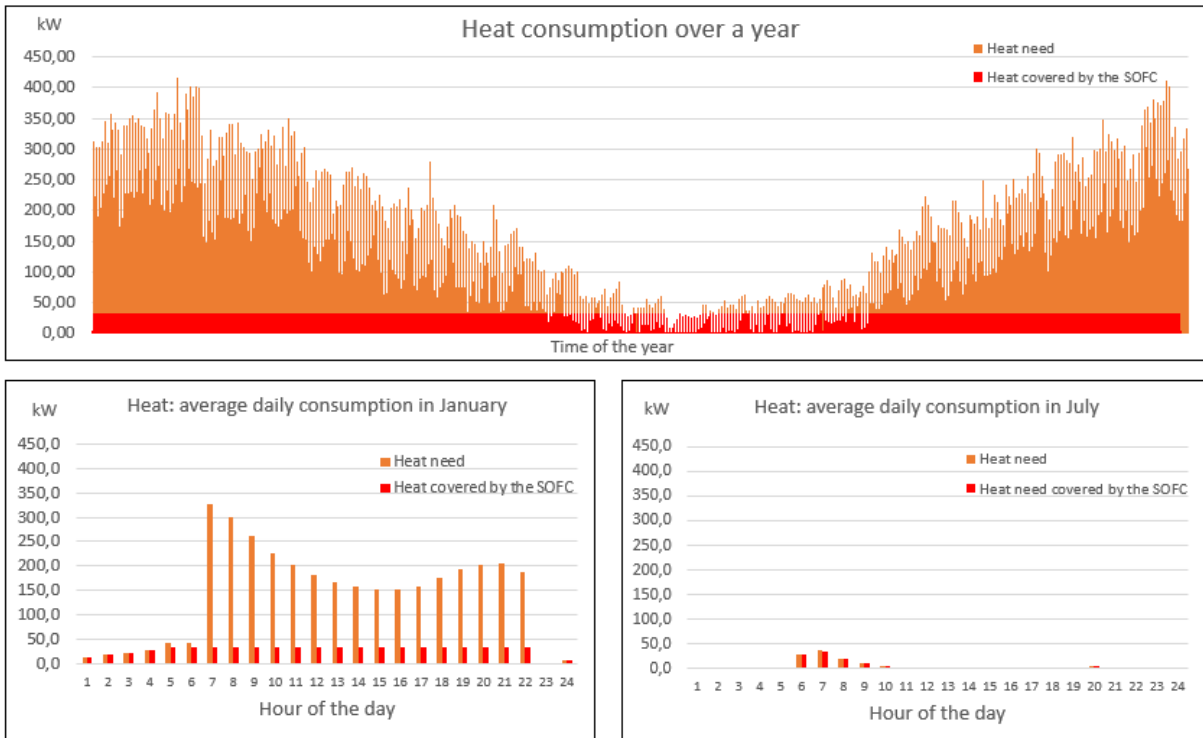 kW
Heat consumption over a year
450,00
400,00
350,00
300,00
250,00
200,00
150,00
100,00
50,00
0,00
Heat need
Heat covered by the SOFC
Time of the year
kW
Heat: average daily consumption in January
450,0
400,0
350,0
300,0
250,0
200,0
150,0
100,0
50,0
0,0
Heat need
Heat covered by the SOFC
1 2 3 4 5 6 7 8 9 10 11 12 13 14 15 16 17 18 19 20 21 22 23 24
Hour of the day
kW
Heat: average daily consumption in July
450,0
400,0
350,0
300,0
250,0
200,0
150,0
100,0
50,0
0,0
Heat need
Heat need covered by the SOFC
1 2 3 4 5 6 7 8 9 10 11 12 13 14 15 16 17 18 19 20 21 22 23 24
Hour of the day